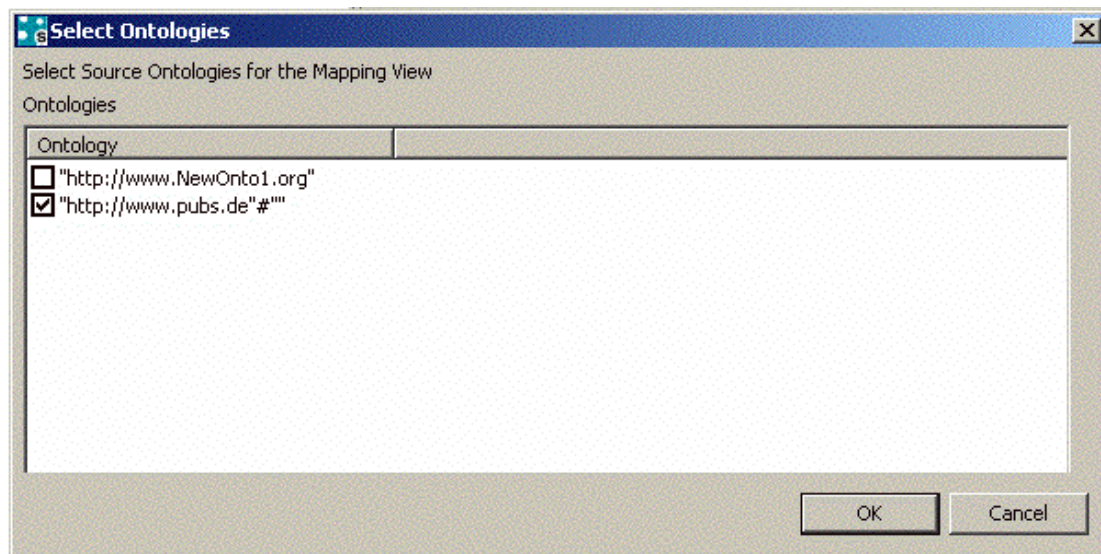 Select Ontologies
Select Source Ontologies for the Mapping View
Ontologies
Ontology
"http://www.NewOnto1.org"
"http://www.pubs.de"#""
OK Cancel